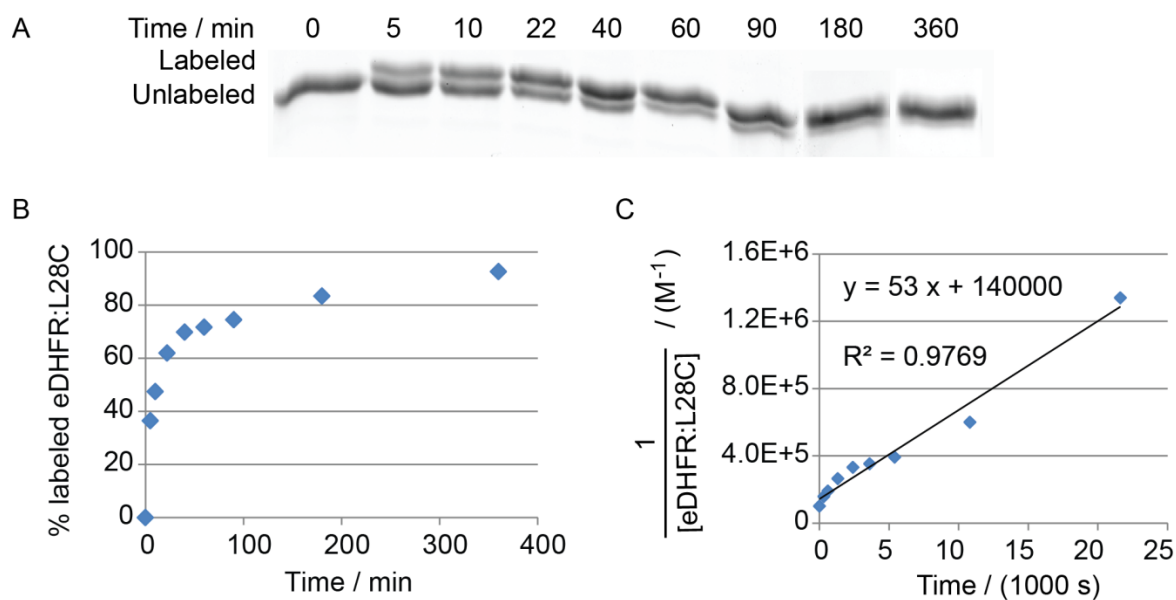 A
Time / min 0 5 10 22 40 60 90 180 360
Labeled
Unlabeled
B
% labeled eDHFR:L28C
100
80
60
40
20
0
0 100 200 300 400
Time / min
C
1 / [eDHFR:L28C] / (M⁻¹)
1.6E+6
1.2E+6
8.0E+5
4.0E+5
0
y = 53 x + 140000
R² = 0.9769
0 5 10 15 20 25
Time / (1000 s)